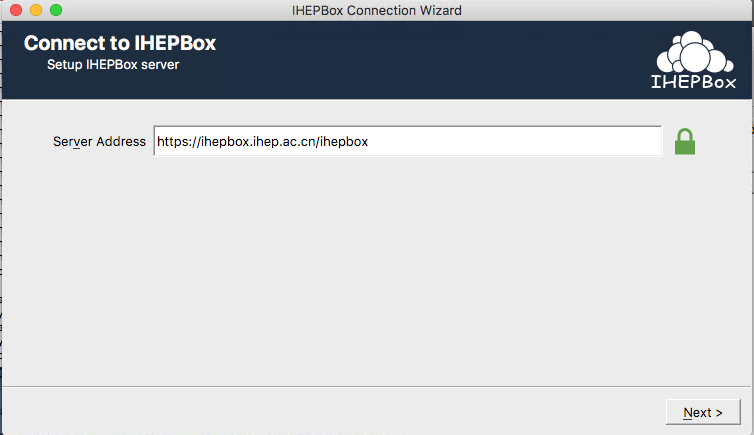 IHEPBox Connection Wizard
Connect to IHEPBox
Setup IHEPBox server
IHEPBox
Server Address https://ihepbox.ihep.ac.cn/ihepbox
Next >